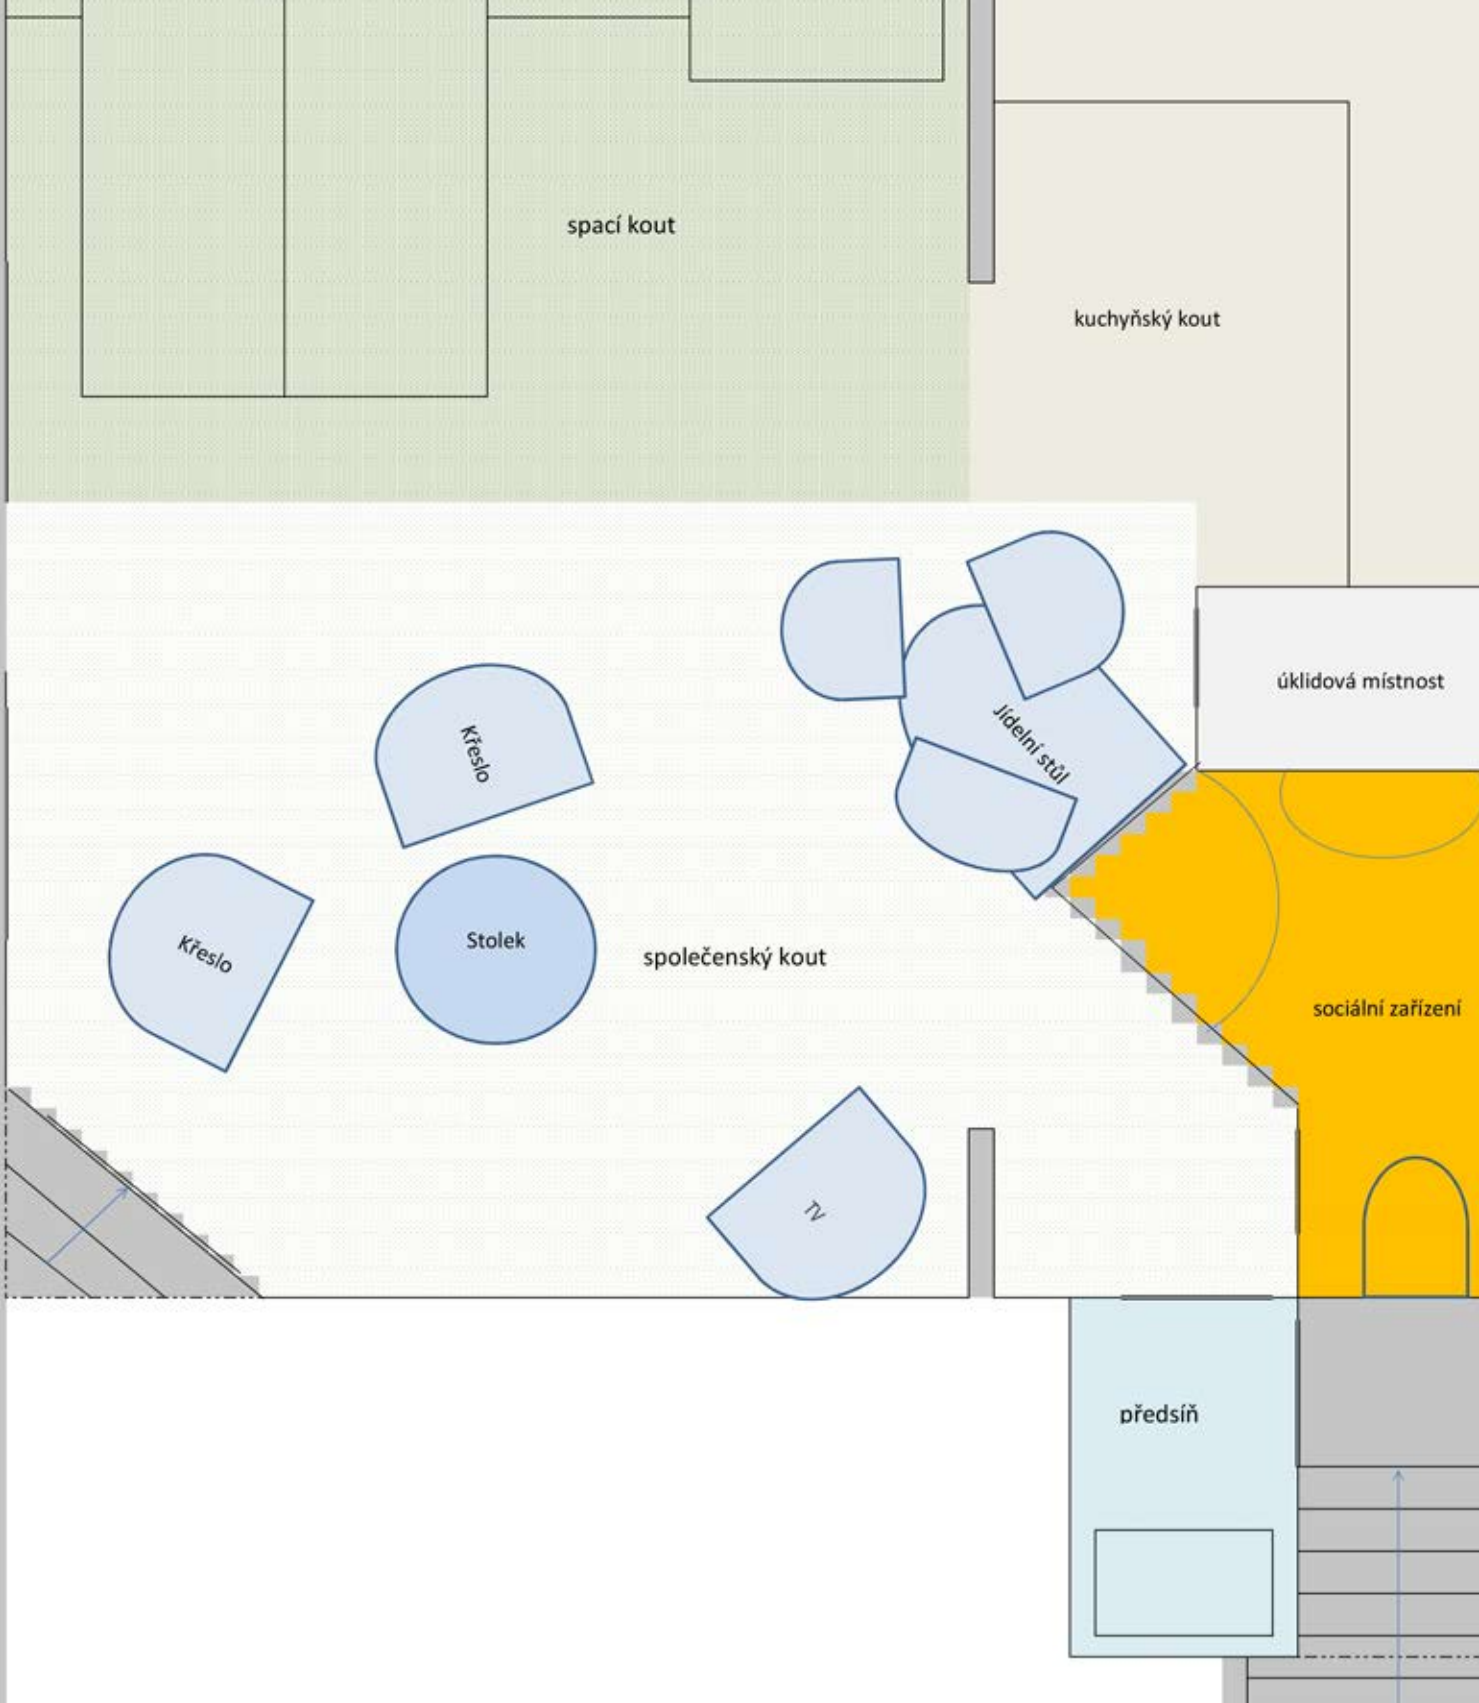 spací kout
kuchyňský kout
úklidová místnost
Jídelní stůl
Křeslo
Křeslo
Stolek
společenský kout
sociální zařízení
TV
předsíň